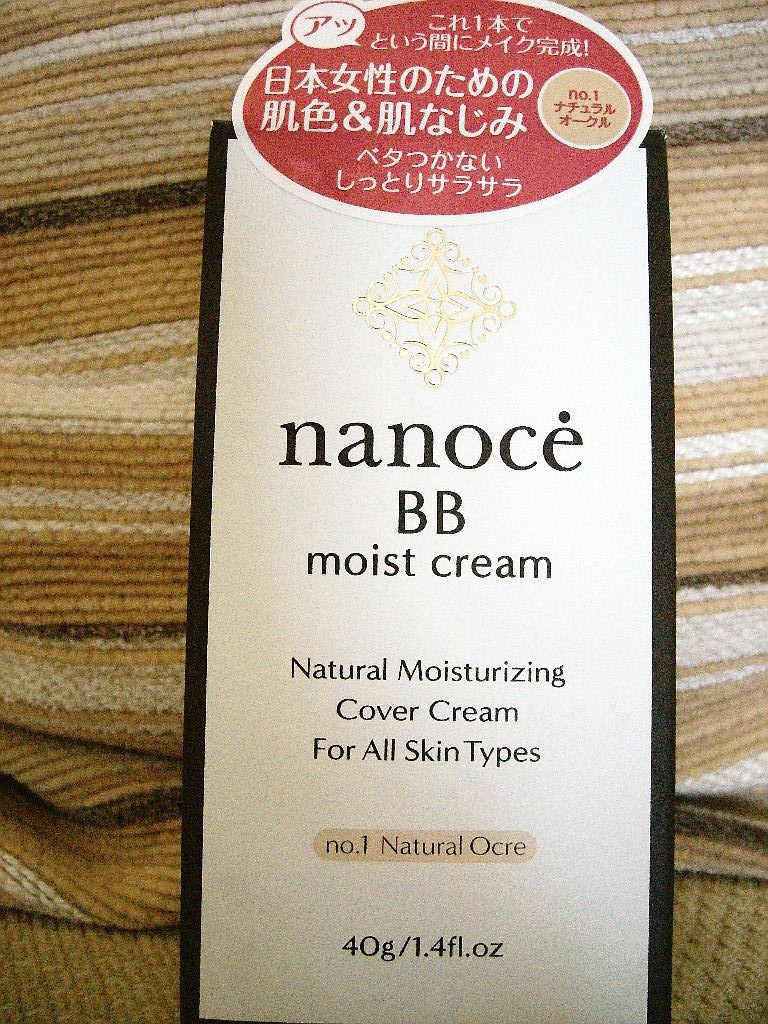 これ1本で
アッ という間にメイク完成!
日本女性のための
肌色&肌なじみ
no.1
ナチュラル
オークル
ベタつかない
しっとりサラサラ
nanocė
BB
moist cream
Natural Moisturizing
Cover Cream
For All Skin Types
no.1 Natural Ocre
40g/1.4fl.oz